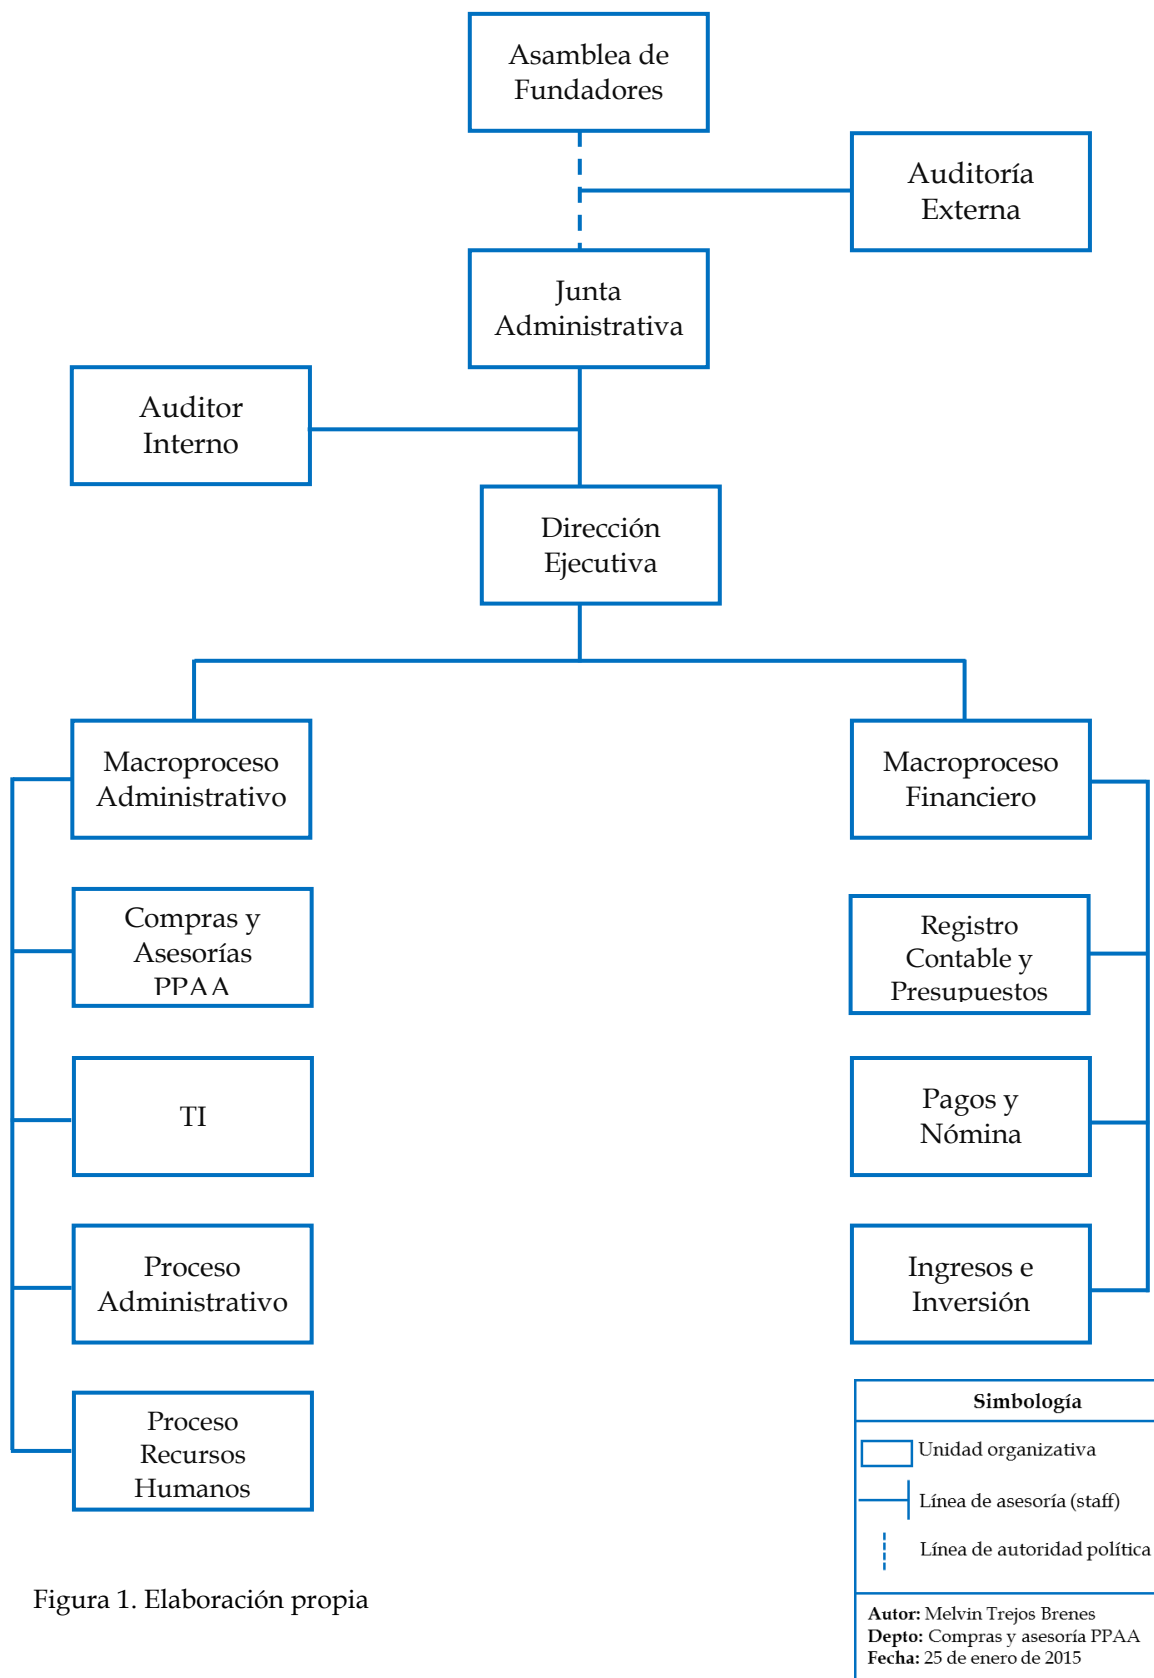 Asamblea de
Fundadores
Auditoría
Externa
Junta
Administrativa
Auditor
Interno
Dirección
Ejecutiva
Macroproceso
Administrativo
Macroproceso
Financiero
Compras y
Asesorías
PPAA
Registro
Contable y
Presupuestos
TI
Pagos y
Nómina
Proceso
Administrativo
Ingresos e
Inversión
Proceso
Recursos
Humanos
Simbología
Unidad organizativa
Línea de asesoría (staff)
Línea de autoridad política
Figura 1. Elaboración propia
Autor: Melvin Trejos Brenes
Depto: Compras y asesoría PPAA
Fecha: 25 de enero de 2015